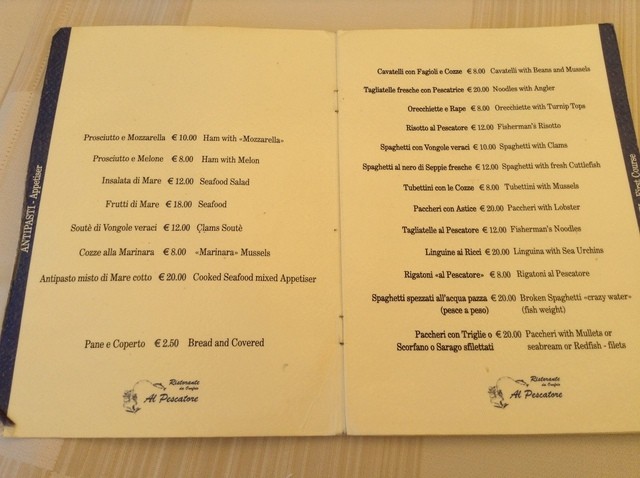 ANTIPASTI - Appetiser
Prosciutto e Mozzarella € 10.00 Ham with «Mozzarella»
Prosciutto e Melone € 8.00 Ham with Melon
Insalata di Mare € 12.00 Seafood Salad
Frutti di Mare € 18.00 Seafood
Soutè di Vongole veraci € 12.00 Clams Soutè
Cozze alla Marinara € 8.00 «Marinara» Mussels
Antipasto misto di Mare cotto € 20.00 Cooked Seafood mixed Appetiser
Pane e Coperto € 2.50 Bread and Covered
Ristorante
da Onofrio
Al Pescatore
Cavatelli con Fagioli e Cozze € 8.00 Cavatelli with Beans and Mussels
Tagliatelle fresche con Pescatrice € 20.00 Noodles with Angler
Orecchiette e Rape € 8.00 Orecchiette with Turnip Tops
Risotto al Pescatore € 12.00 Fisherman's Risotto
Spaghetti con Vongole veraci € 10.00 Spaghetti with Clams
Spaghetti al nero di Seppie fresche € 12.00 Spaghetti with fresh Cuttlefish
Tubettini con le Cozze € 8.00 Tubettini with Mussels
Paccheri con Astice € 20.00 Paccheri with Lobster
Tagliatelle al Pescatore € 12.00 Fisherman's Noodles
Linguine ai Ricci € 20.00 Linguina with Sea Urchins
Rigatoni «al Pescatore» € 8.00 Rigatoni al Pescatore
Spaghetti spezzati all'acqua pazza € 20.00 Broken Spaghetti «crazy water»
(pesce a peso) (fish weight)
Paccheri con Triglie o € 20.00 Paccheri with Mullets or
Scorfano o Sarago sfilettati seabream or Redfish - filets
Ristorante
da Onofrio
Al Pescatore
First Course